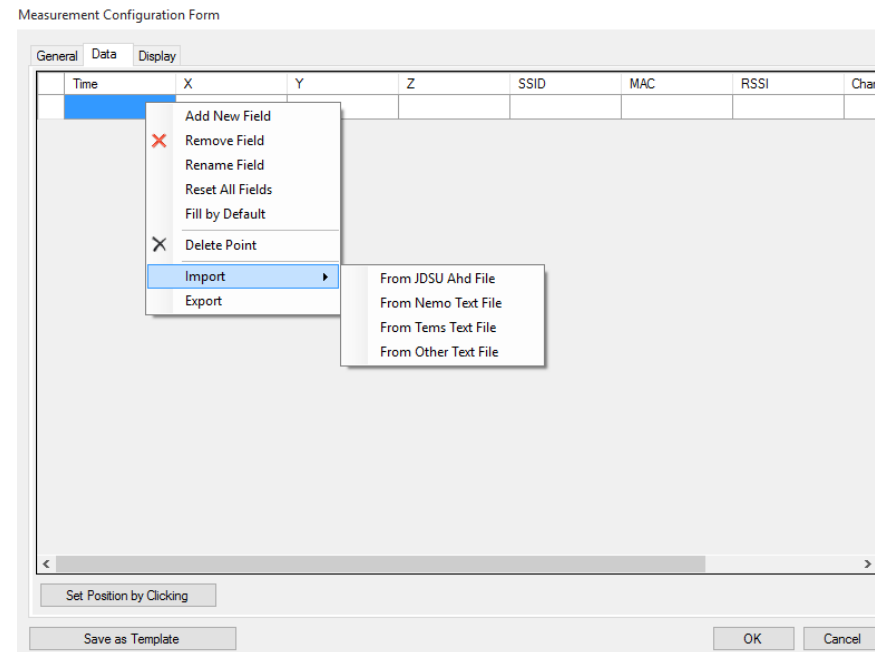 Measurement Configuration Form
General Data Display
Time X Y Z SSID MAC RSSI Char
Add New Field
Remove Field
Rename Field
Reset All Fields
Fill by Default
Delete Point
Import
Export
From JDSU Ahd File
From Nemo Text File
From Tems Text File
From Other Text File
Set Position by Clicking
Save as Template OK Cancel